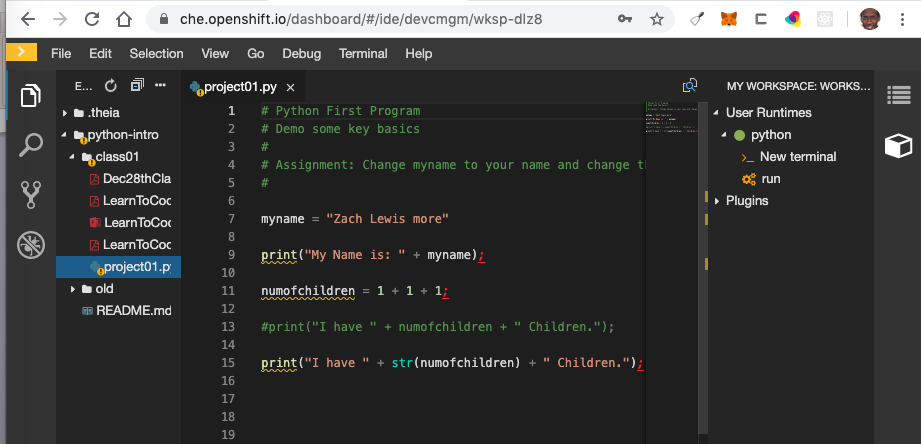 che.openshift.io/dashboard/#/ide/devcmgm/wksp-dlz8
File Edit Selection View Go Debug Terminal Help
E...
project01.py
MY WORKSPACE: WORKS...
.theia
python-intro
class01
Dec28thCla
LearnToCoc
LearnToCoc
LearnToCoc
project01.py
old
README.md
1 # Python First Program
2 # Demo some key basics
3 #
4 # Assignment: Change myname to your name and change th
5 #
6
7 myname = "Zach Lewis more"
8
9 print("My Name is: " + myname);
10
11 numofchildren = 1 + 1 + 1;
12
13 #print("I have " + numofchildren + " Children.");
14
15 print("I have " + str(numofchildren) + " Children.");
16
17
18
19
User Runtimes
python
New terminal
run
Plugins